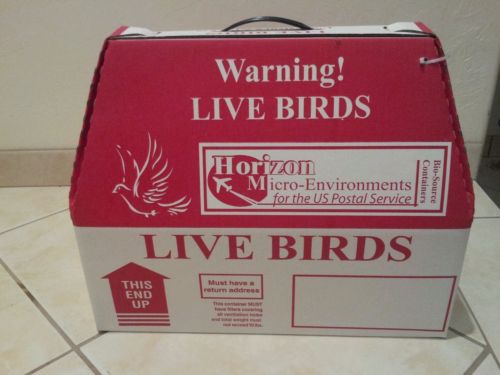 Warning!
LIVE BIRDS
Horizon
Micro-Environments
for the US Postal Service
Bio-Source
Containers
LIVE BIRDS
THIS
END
UP
Must have a
return address
This container MUST
have filters covering
all ventilation holes
and total weight must
not exceed 10 lbs.